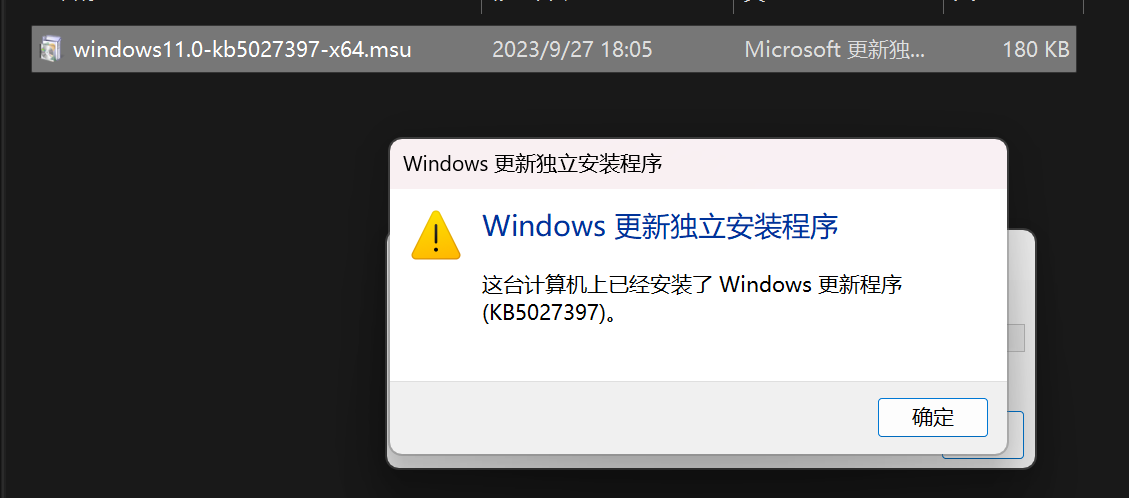 windows11.0-kb5027397-x64.msu 2023/9/27 18:05 Microsoft 更新独... 180 KB
Windows 更新独立安装程序
Windows 更新独立安装程序
这台计算机上已经安装了 Windows 更新程序
(KB5027397)。
确定